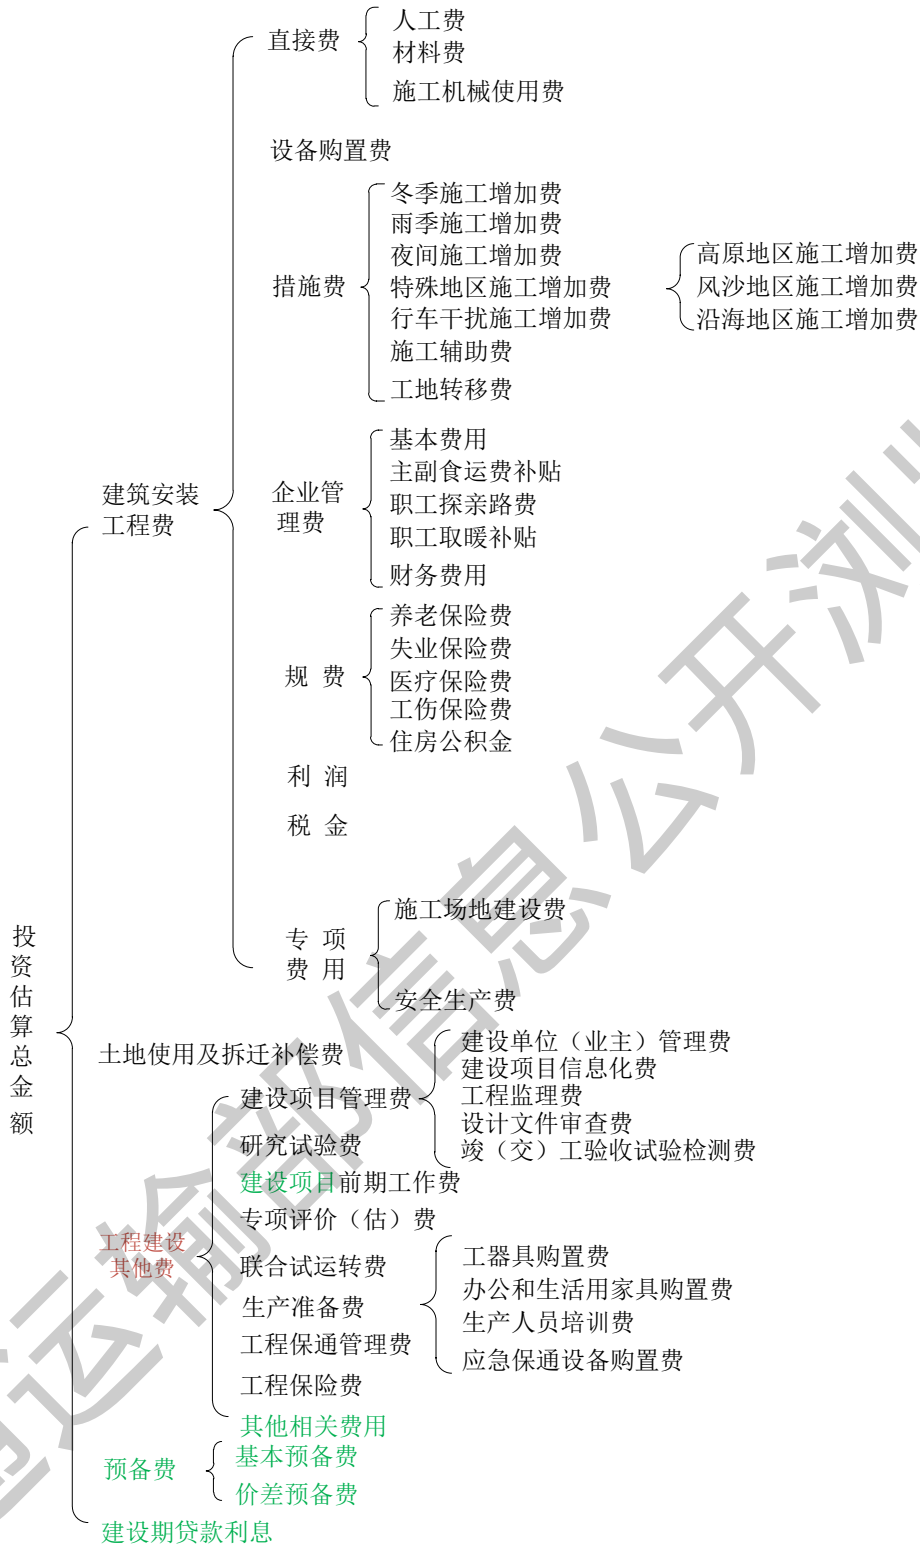 投资估算总金额
建筑安装
工程费
直接费
人工费
材料费
施工机械使用费
设备购置费
措施费
冬季施工增加费
雨季施工增加费
夜间施工增加费
特殊地区施工增加费
高原地区施工增加费
风沙地区施工增加费
沿海地区施工增加费
行车干扰施工增加费
施工辅助费
工地转移费
企业管
理费
基本费用
主副食运费补贴
职工探亲路费
职工取暖补贴
财务费用
规 费
养老保险费
失业保险费
医疗保险费
工伤保险费
住房公积金
利 润
税 金
专 项
费 用
施工场地建设费
安全生产费
土地使用及拆迁补偿费
工程建设
其他费
建设项目管理费
建设单位（业主）管理费
建设项目信息化费
工程监理费
设计文件审查费
竣（交）工验收试验检测费
研究试验费
建设项目前期工作费
专项评价（估）费
联合试运转费
生产准备费
工器具购置费
办公和生活用家具购置费
生产人员培训费
应急保通设备购置费
工程保通管理费
工程保险费
其他相关费用
预备费
基本预备费
价差预备费
建设期贷款利息
通运输部信息公开浏